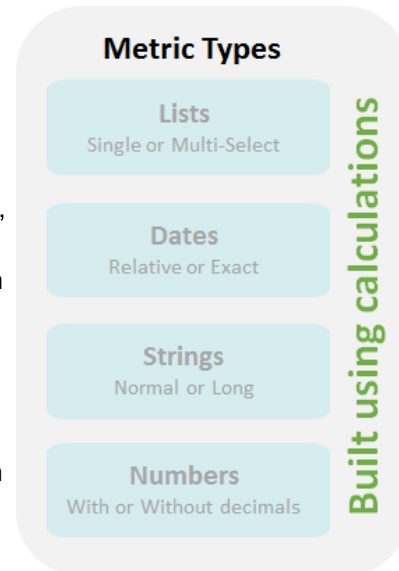 Metric Types
Lists
Single or Multi-Select
Dates
Relative or Exact
Strings
Normal or Long
Numbers
With or Without decimals
Built using calculations